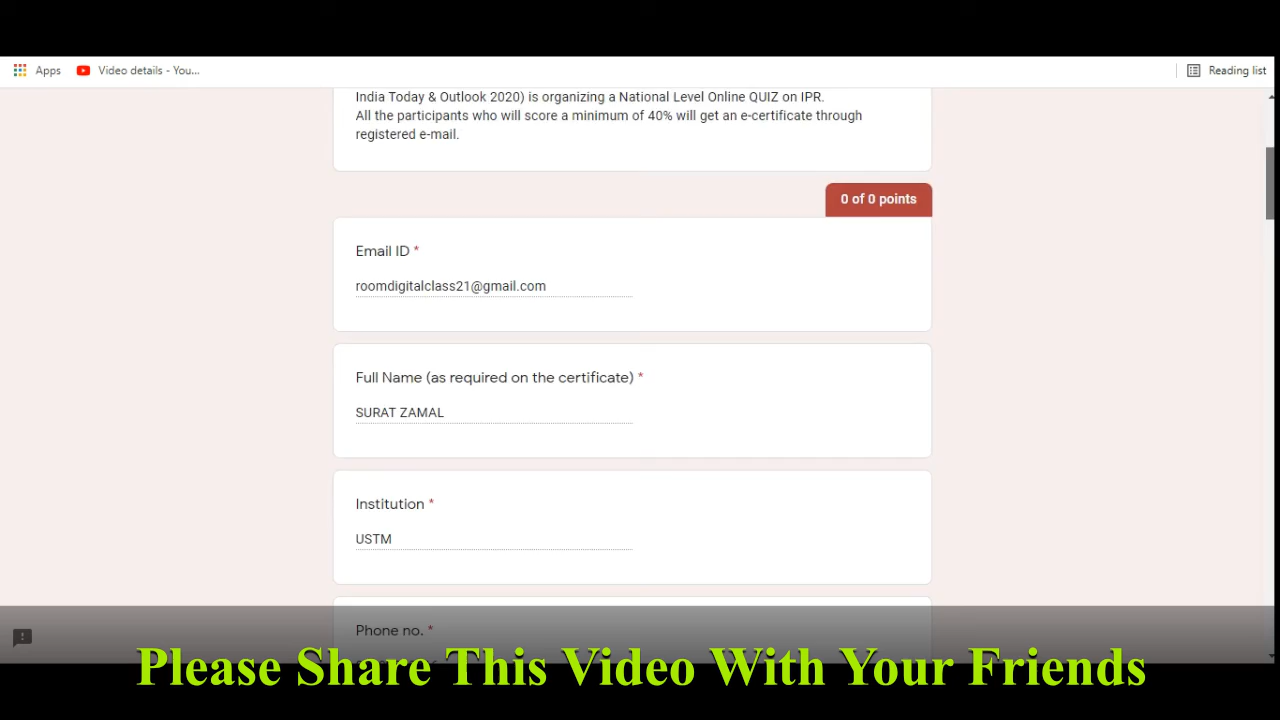 Apps Video details - You... Reading list
India Today & Outlook 2020) is organizing a National Level Online QUIZ on IPR.
All the participants who will score a minimum of 40% will get an e-certificate through
registered e-mail.
0 of 0 points
Email ID *
roomdigitalclass21@gmail.com
Full Name (as required on the certificate) *
SURAT ZAMAL
Institution *
USTM
Phone no. *
Please Share This Video With Your Friends